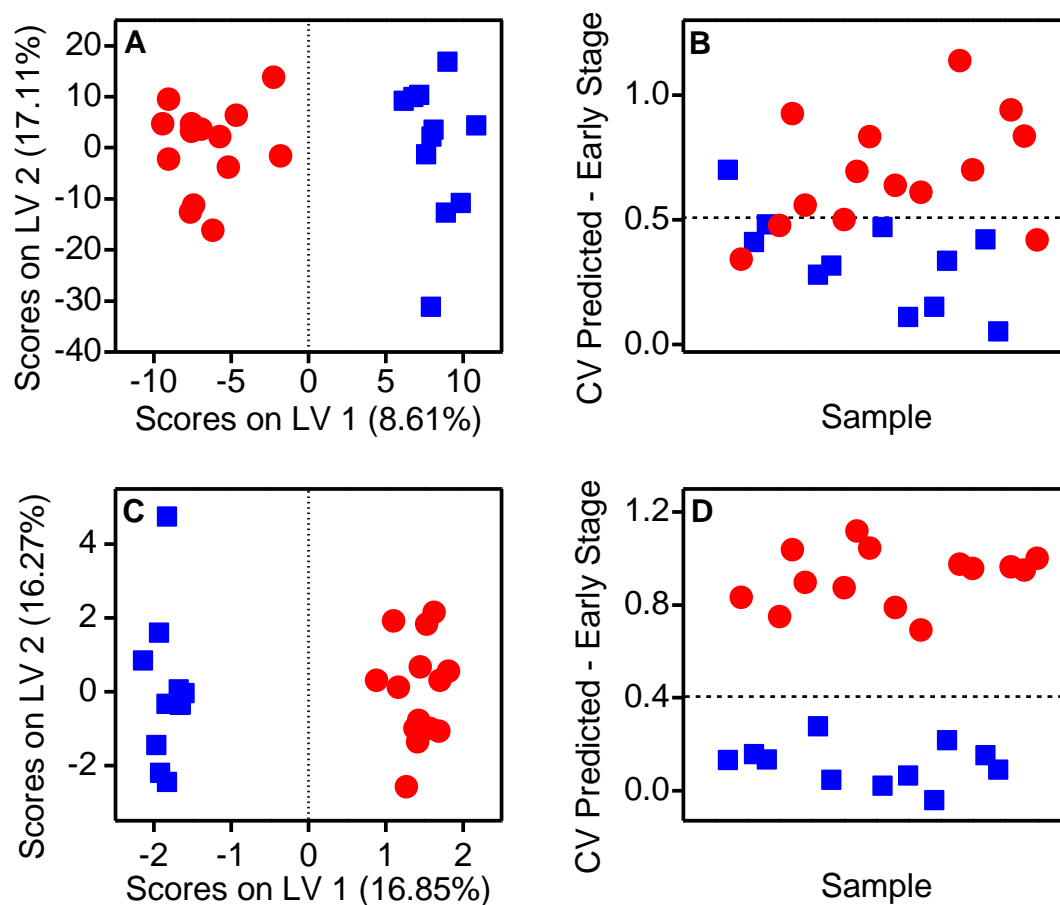 A
Scores on LV 2 (17.11%)
20
10
0
-10
-20
-30
-40
-10 -5 0 5 10
Scores on LV 1 (8.61%)
B
CV Predicted - Early Stage
1.0
0.5
0.0
Sample
C
Scores on LV 2 (16.27%)
4
2
0
-2
-2 -1 0 1 2
Scores on LV 1 (16.85%)
D
CV Predicted - Early Stage
1.2
0.8
0.4
0.0
Sample